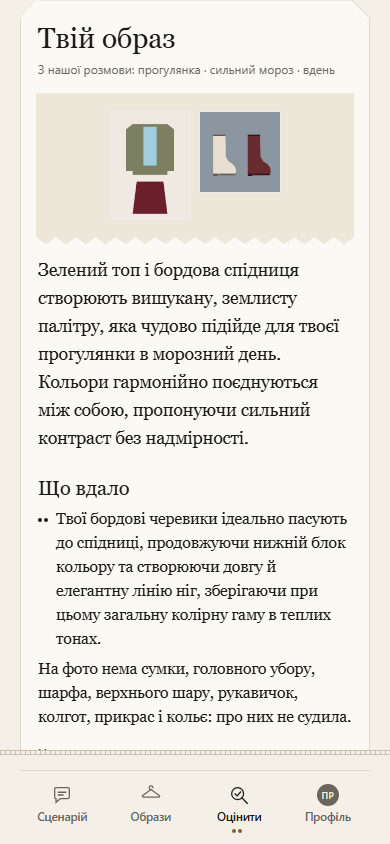 Твій образ
З нашої розмови: прогулянка · сильний мороз · вдень
Зелений топ і бордова спідниця
створюють вишукану, землисту
палітру, яка чудово підійде для твоєї
прогулянки в морозний день.
Кольори гармонійно поєднуються
між собою, пропонуючи сильний
контраст без надмірності.
Що вдало
Твої бордові черевики ідеально пасують
до спідниці, продовжуючи нижній блок
кольору та створюючи довгу й
елегантну лінію ніг, зберігаючи при
цьому загальну колірну гаму в теплих
тонах.
На фото нема сумки, головного убору,
шарфа, верхнього шару, рукавичок,
колгот, прикрас і кольє: про них не судила.
Сценарій
Образи
Оцінити
ПР
Профіль